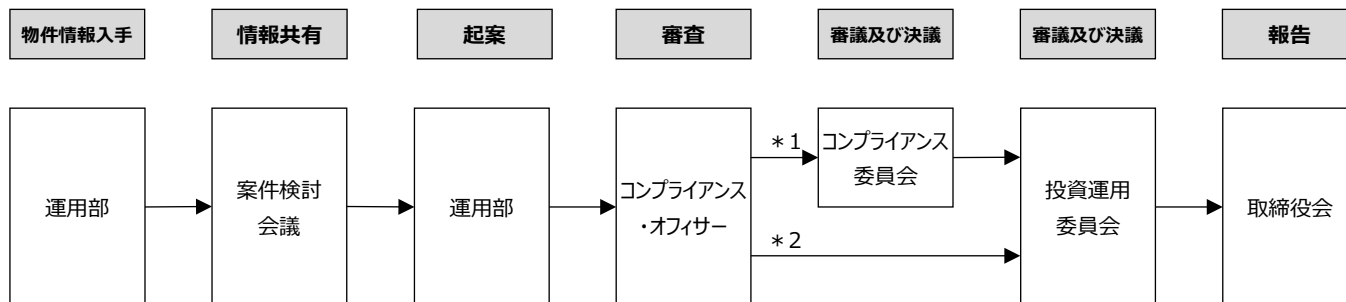 物件情報入手
情報共有
起案
審査
審議及び決議
審議及び決議
報告
運用部
案件検討
会議
運用部
コンプライアンス
・オフィサー
＊1
＊2
コンプライアンス
委員会
投資運用
委員会
取締役会